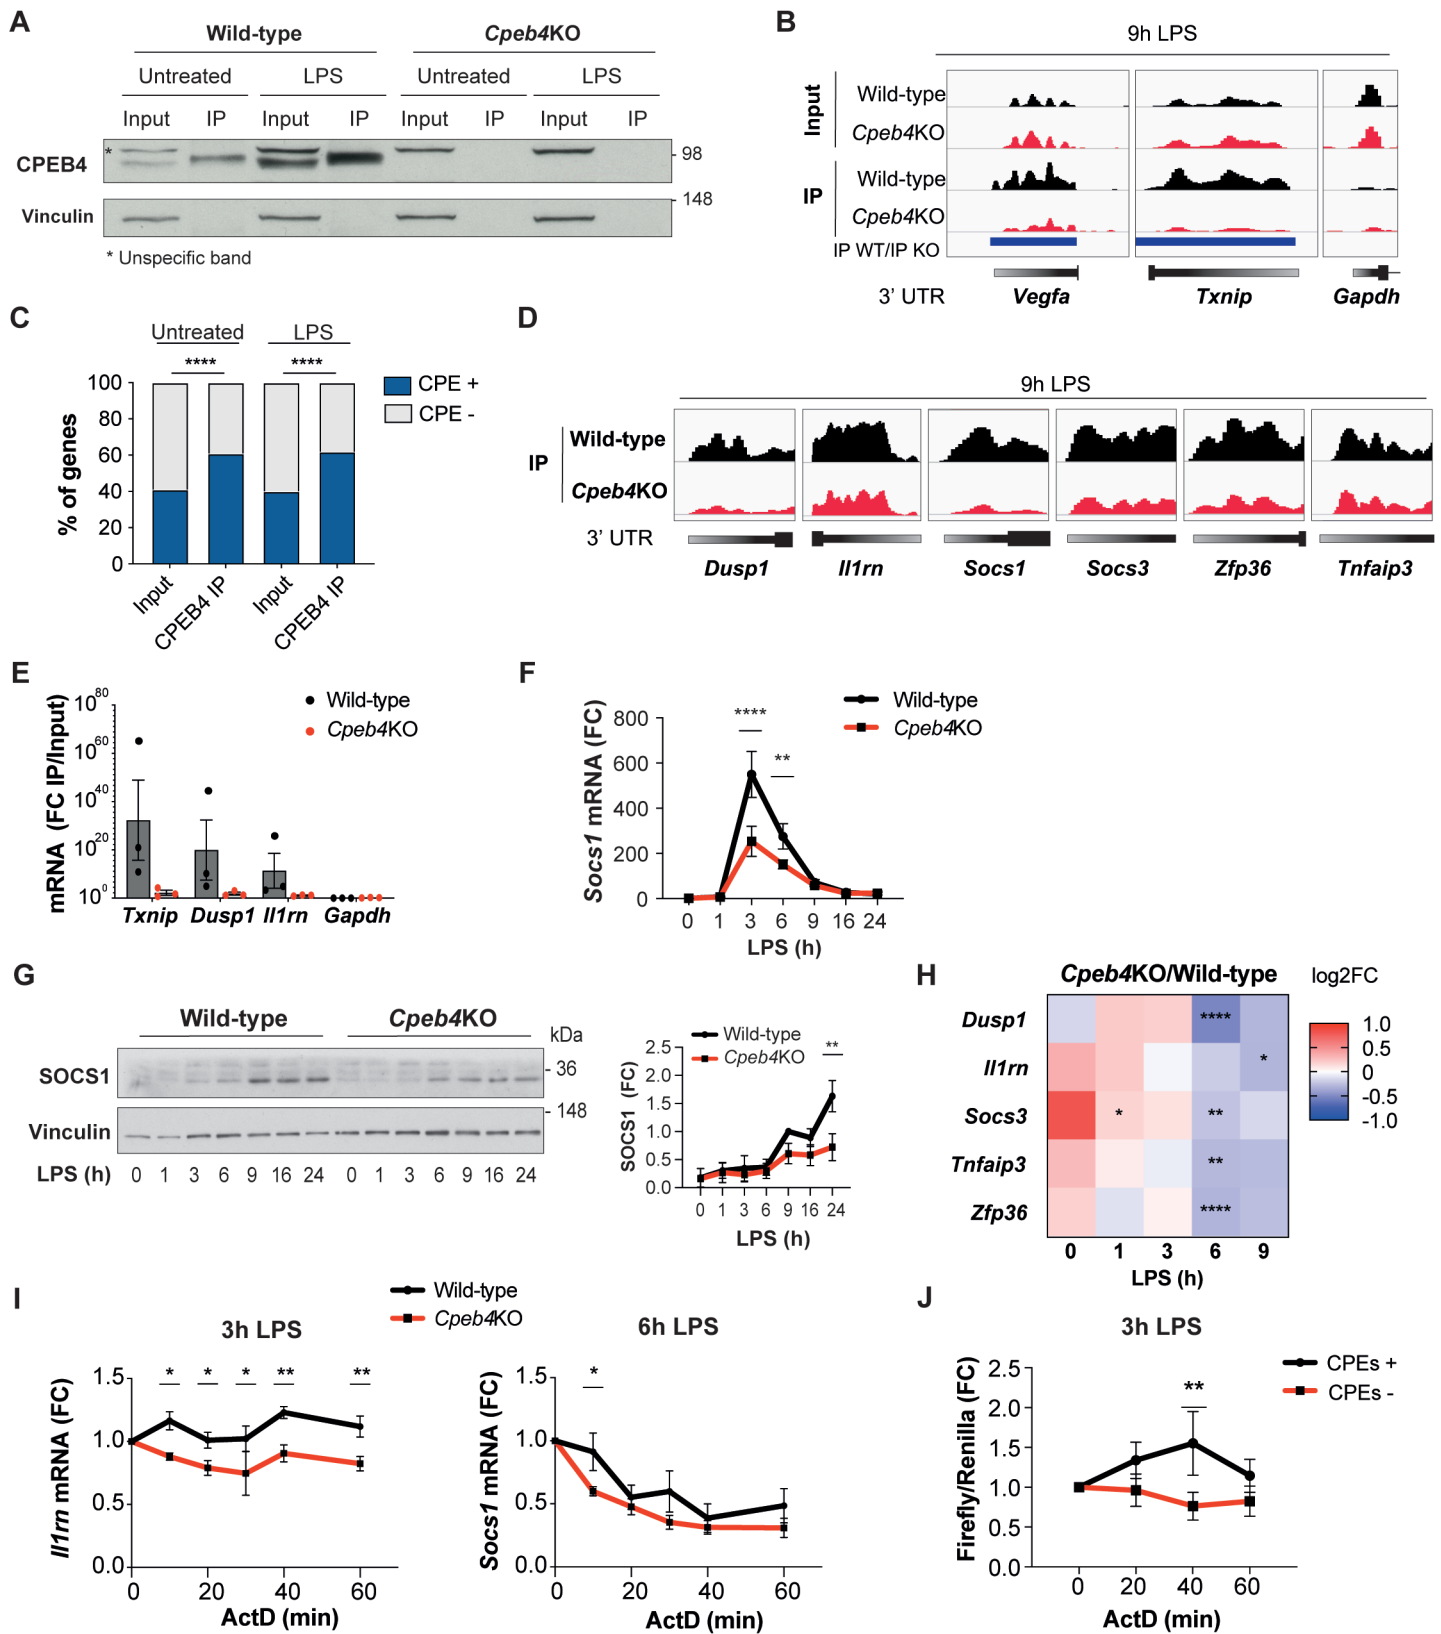 A
Wild-type Cpeb4KO
Untreated LPS Untreated LPS
Input IP Input IP Input IP Input IP
CPEB4 * - 98
- 148
Vinculin
* Unspecific band
B
9h LPS
Input
Wild-type
Cpeb4KO
IP
Wild-type
Cpeb4KO
IP WT/IP KO
3’ UTR Vegfa Txnip Gapdh
C
Untreated LPS
**** ****
% of genes
100
80
60
40
20
0
Input CPEB4 IP Input CPEB4 IP
CPE +
CPE -
D
9h LPS
IP
Wild-type
Cpeb4KO
3’ UTR
Dusp1 Il1rn Socs1 Socs3 Zfp36 Tnfaip3
E
mRNA (FC IP/Input)
10^80
10^60
10^40
10^20
10^0
Wild-type
Cpeb4KO
Txnip Dusp1 Il1rn Gapdh
F
Socs1 mRNA (FC)
800
600
400
200
0
**** **
Wild-type
Cpeb4KO
0 1 3 6 9 16 24
LPS (h)
G
Wild-type Cpeb4KO
kDa
SOCS1 - 36
- 148
Vinculin
LPS (h) 0 1 3 6 9 16 24 0 1 3 6 9 16 24
SOCS1 (FC)
2.5
2.0
1.5
1.0
0.5
0.0
Wild-type
Cpeb4KO
**
0 1 3 6 9 16 24
LPS (h)
H
Cpeb4KO/Wild-type log2FC
Dusp1 ****
Il1rn *
Socs3 * **
Tnfaip3 **
Zfp36 ****
0 1 3 6 9
LPS (h)
1.0
0.5
0
-0.5
-1.0
I
Wild-type
Cpeb4KO
3h LPS
Il1rn mRNA (FC)
1.5
1.0
0.5
0.0
* * * ** **
0 20 40 60
ActD (min)
6h LPS
Socs1 mRNA (FC)
1.5
1.0
0.5
0.0
*
0 20 40 60
ActD (min)
J
3h LPS
Firefly/Renilla (FC)
2.5
2.0
1.5
1.0
0.5
0.0
**
CPEs +
CPEs -
0 20 40 60
ActD (min)